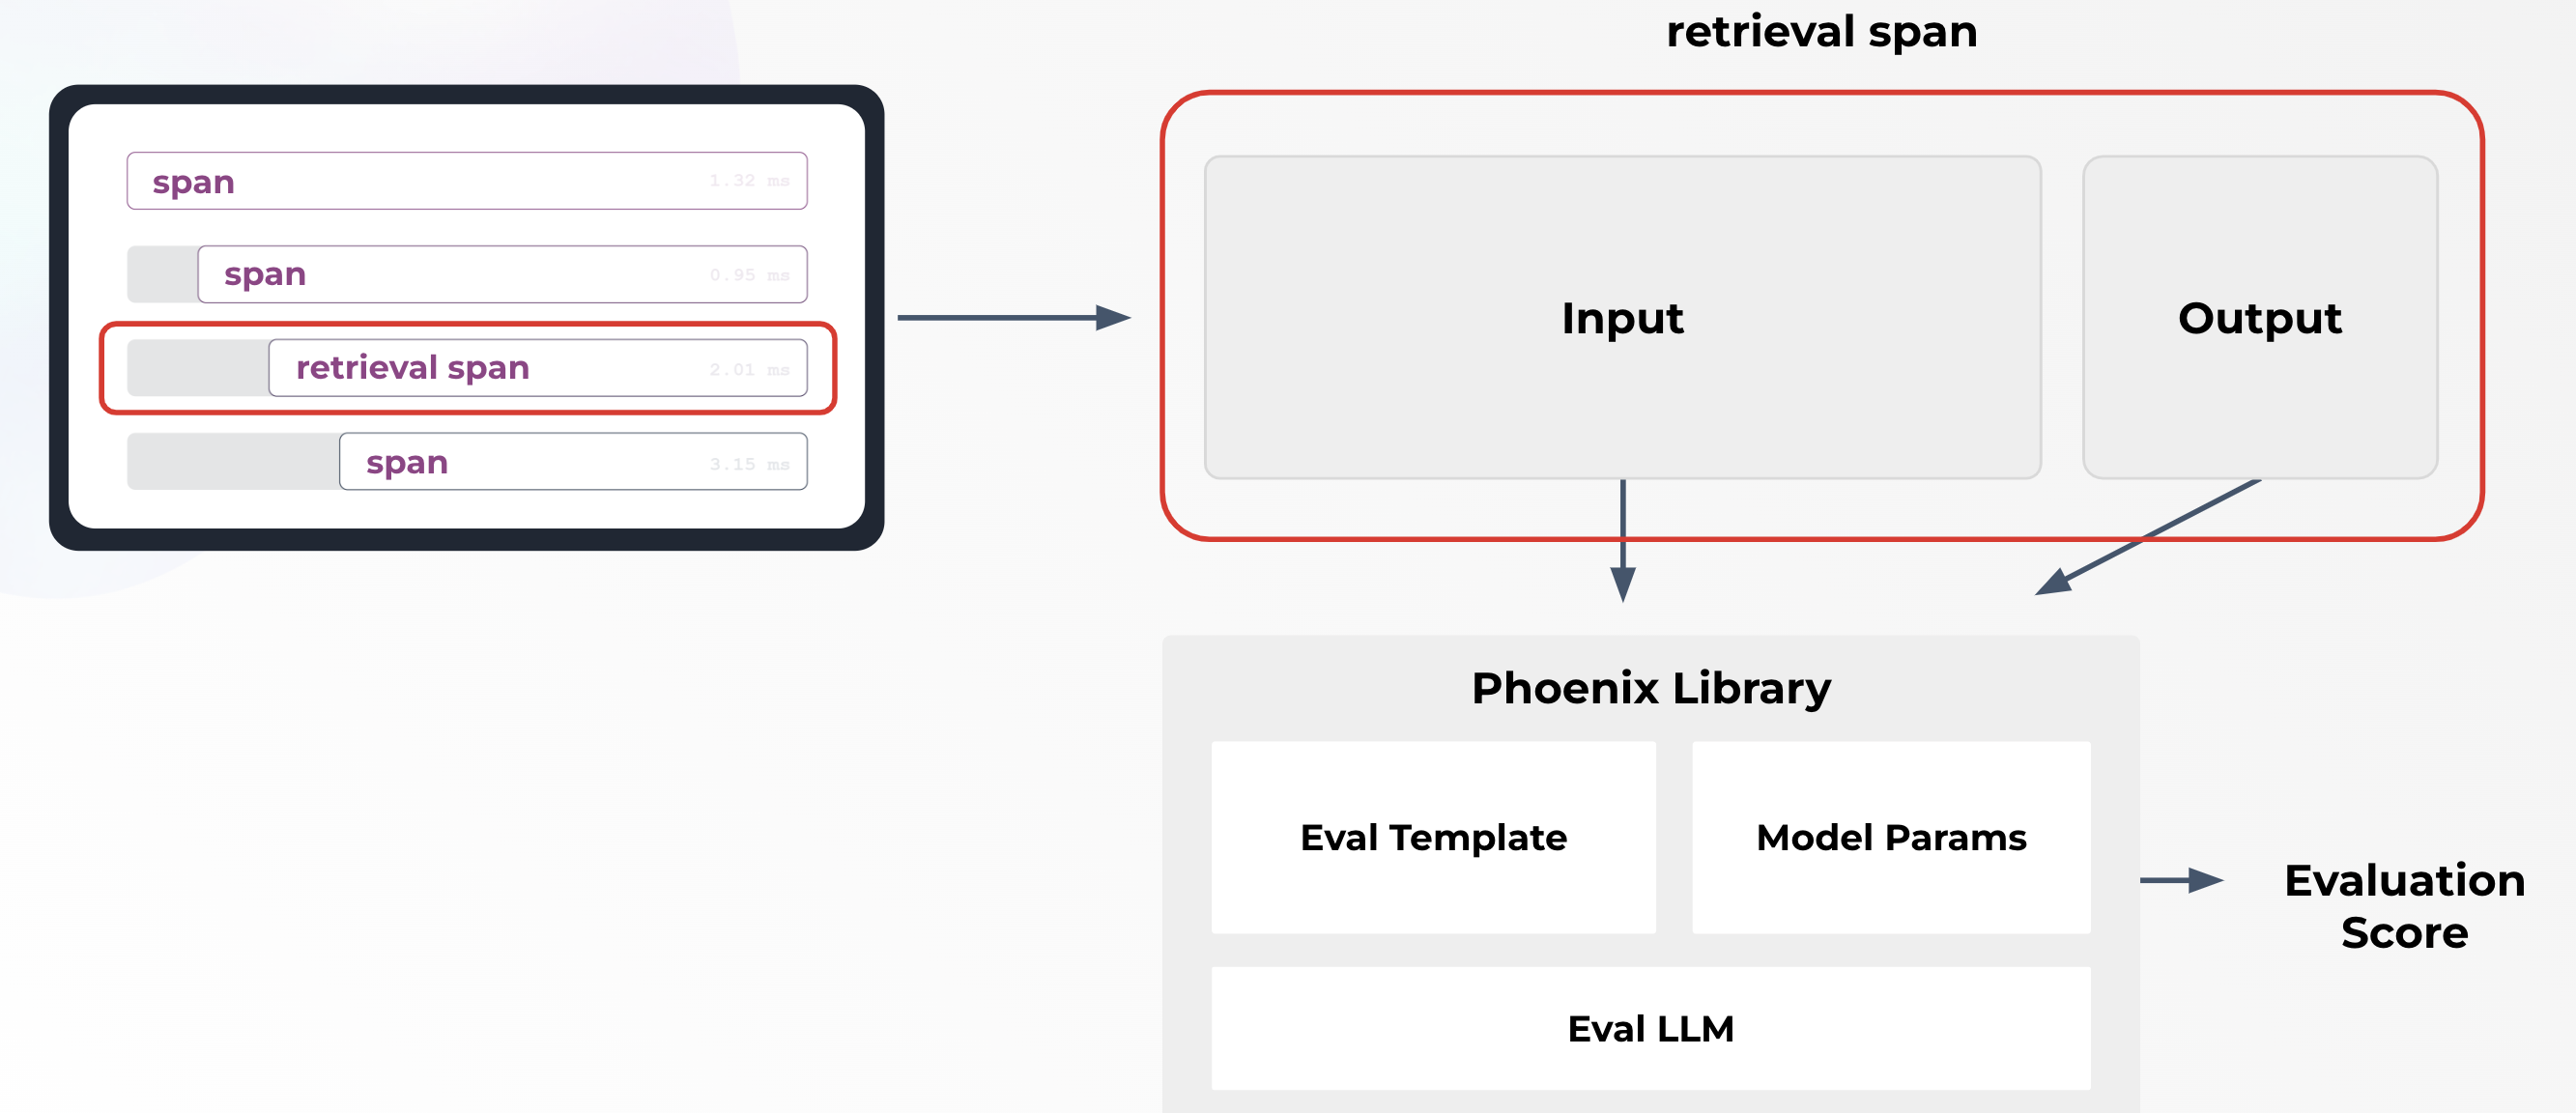 retrieval span
span 1.32 ms
span 0.95 ms
retrieval span 2.01 ms
span 3.15 ms
Input
Output
Phoenix Library
Eval Template
Model Params
Eval LLM
Evaluation
Score